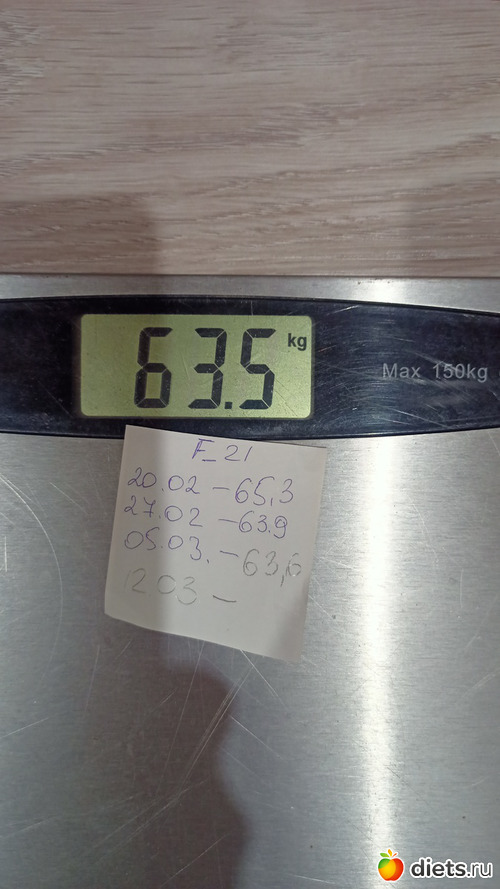 63.5 kg
Max 150kg
F_21
20.02 - 65,3
27.02 - 63.9
05.03. - 63,6
12 03 -
diets.ru